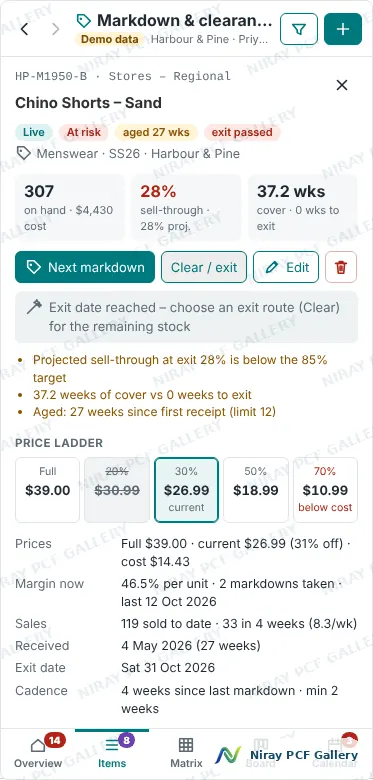 Markdown & clearan...
Demo data Harbour & Pine · Priy...
HP-M1950-B · Stores – Regional
Chino Shorts – Sand
Live At risk aged 27 wks exit passed
Menswear · SS26 · Harbour & Pine
307 28% 37.2 wks
on hand · $4,430 sell-through · cover · 0 wks to
cost 28% proj. exit
Next markdown Clear / exit Edit
Exit date reached – choose an exit route (Clear)
for the remaining stock
• Projected sell-through at exit 28% is below the 85%
target
• 37.2 weeks of cover vs 0 weeks to exit
• Aged: 27 weeks since first receipt (limit 12)
PRICE LADDER
Full 20% 30% 50% 70%
$39.00 $30.99 $26.99 $18.99 $10.99
current below cost
Prices Full $39.00 · current $26.99 (31% off) ·
cost $14.43
Margin now 46.5% per unit · 2 markdowns taken ·
last 12 Oct 2026
Sales 119 sold to date · 33 in 4 weeks (8.3/wk)
Received 4 May 2026 (27 weeks)
Exit date Sat 31 Oct 2026
Cadence 4 weeks since last markdown · min 2
weeks
14 8
Overview Items Matrix Board Calendar
Niray PCF Gallery
NIRAY PCF GALLERY